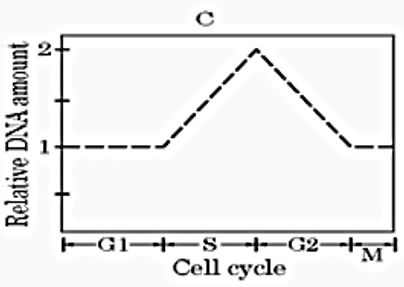 C
Relative DNA amount
2
1
G1 S G2 M
Cell cycle